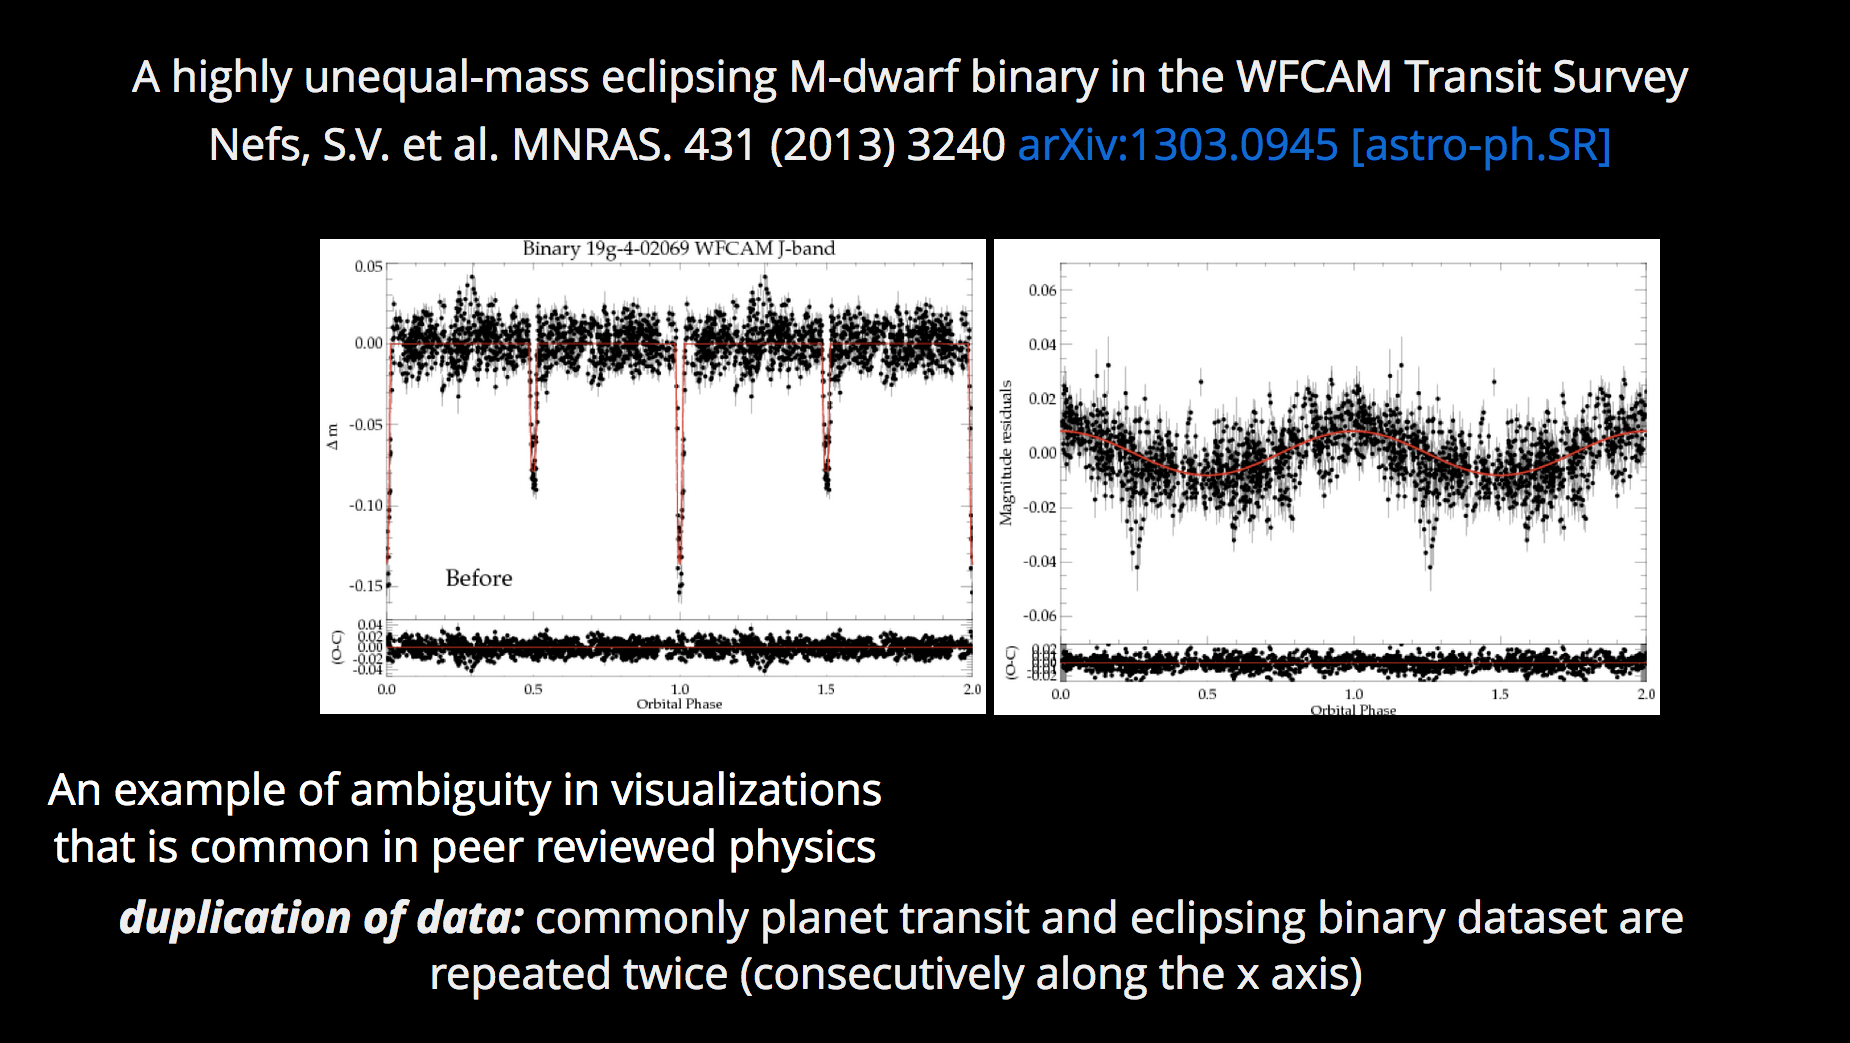 A highly unequal-mass eclipsing M-dwarf binary in the WFCAM Transit Survey
Nefs, S.V. et al. MNRAS. 431 (2013) 3240 arXiv:1303.0945 [astro-ph.SR]
Binary 19g-4-02069 WFCAM J-band
0.05
0.00
-0.05
-0.10
-0.15
Δ m
Before
0.04
0.02
0.00
-0.02
-0.04
(O-C)
0.0 0.5 1.0 1.5 2.0
Orbital Phase
0.06
0.04
0.02
0.00
-0.02
-0.04
-0.06
Magnitude residuals
0.02
-0.02
(O-C)
0.0 0.5 1.0 1.5 2.0
Orbital Phase
An example of ambiguity in visualizations
that is common in peer reviewed physics
duplication of data: commonly planet transit and eclipsing binary dataset are
repeated twice (consecutively along the x axis)